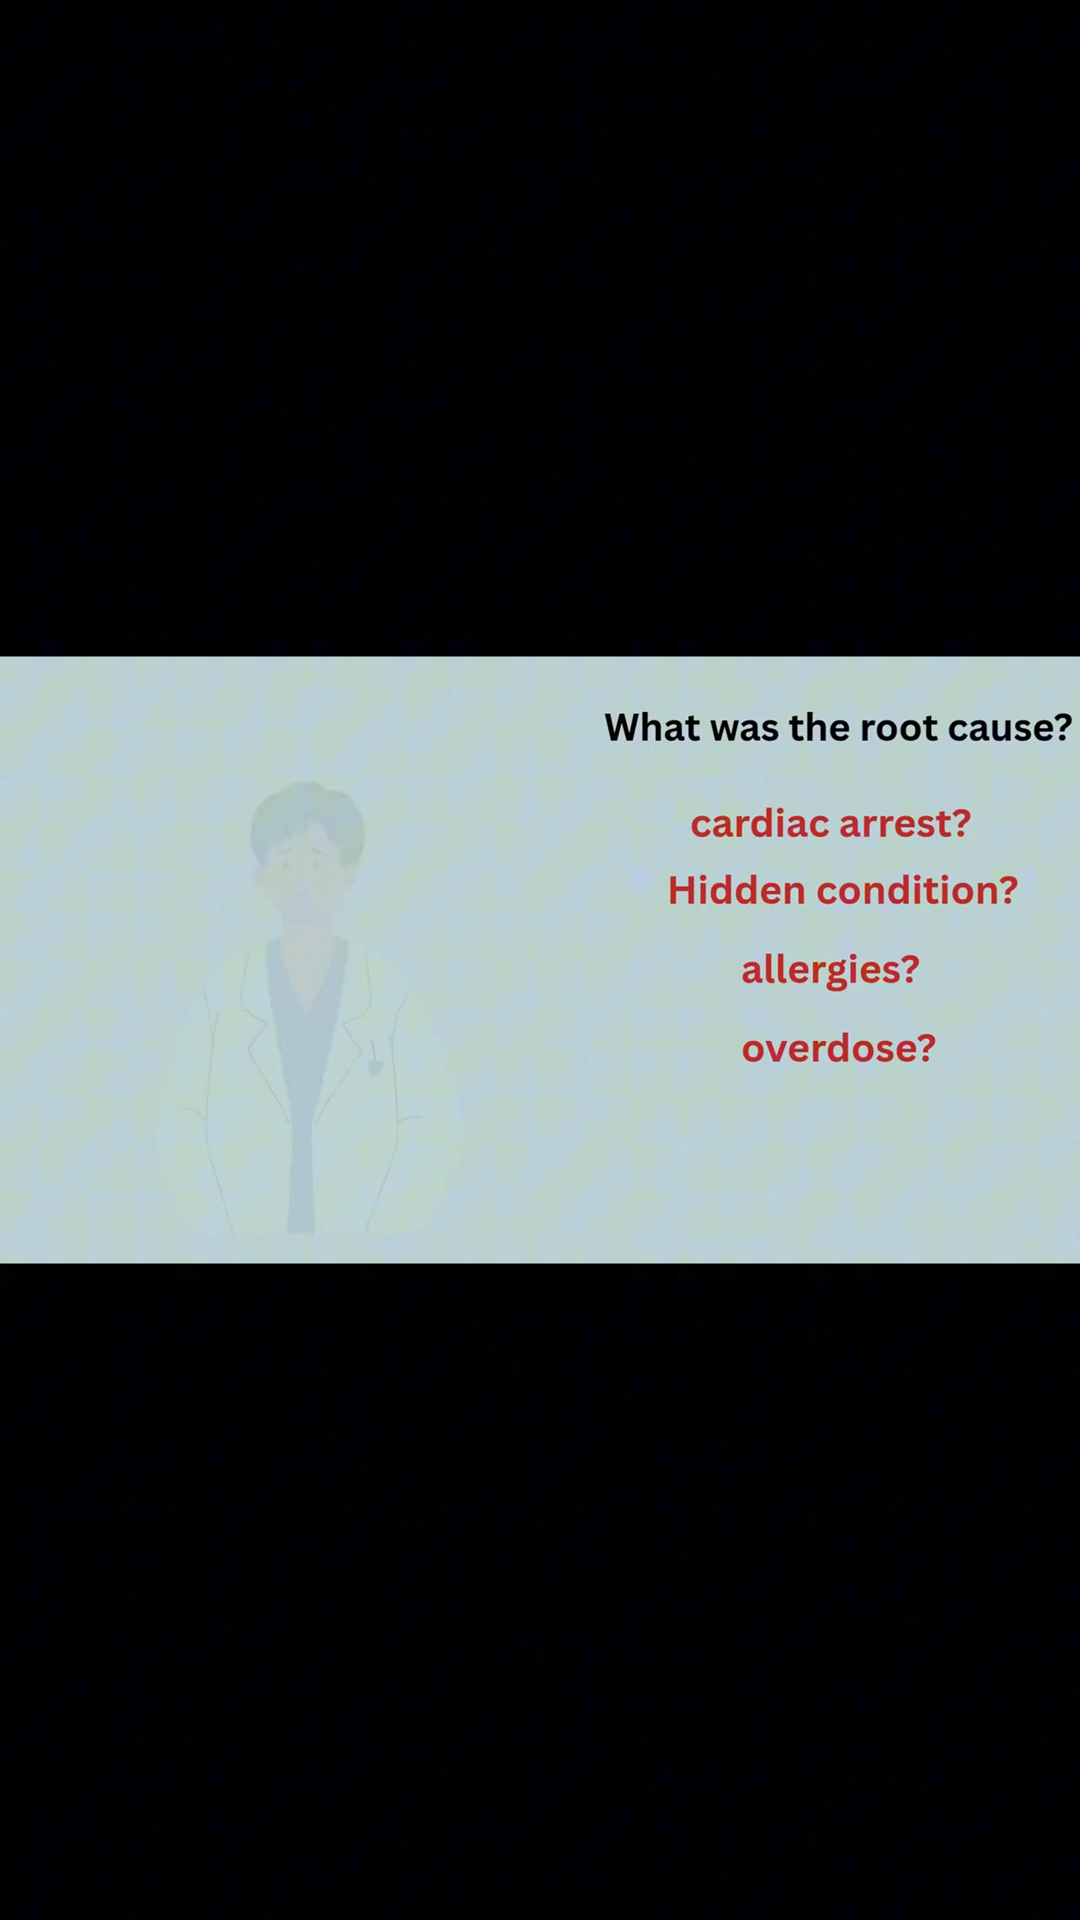 What was the root cause?
cardiac arrest?
Hidden condition?
allergies?
overdose?